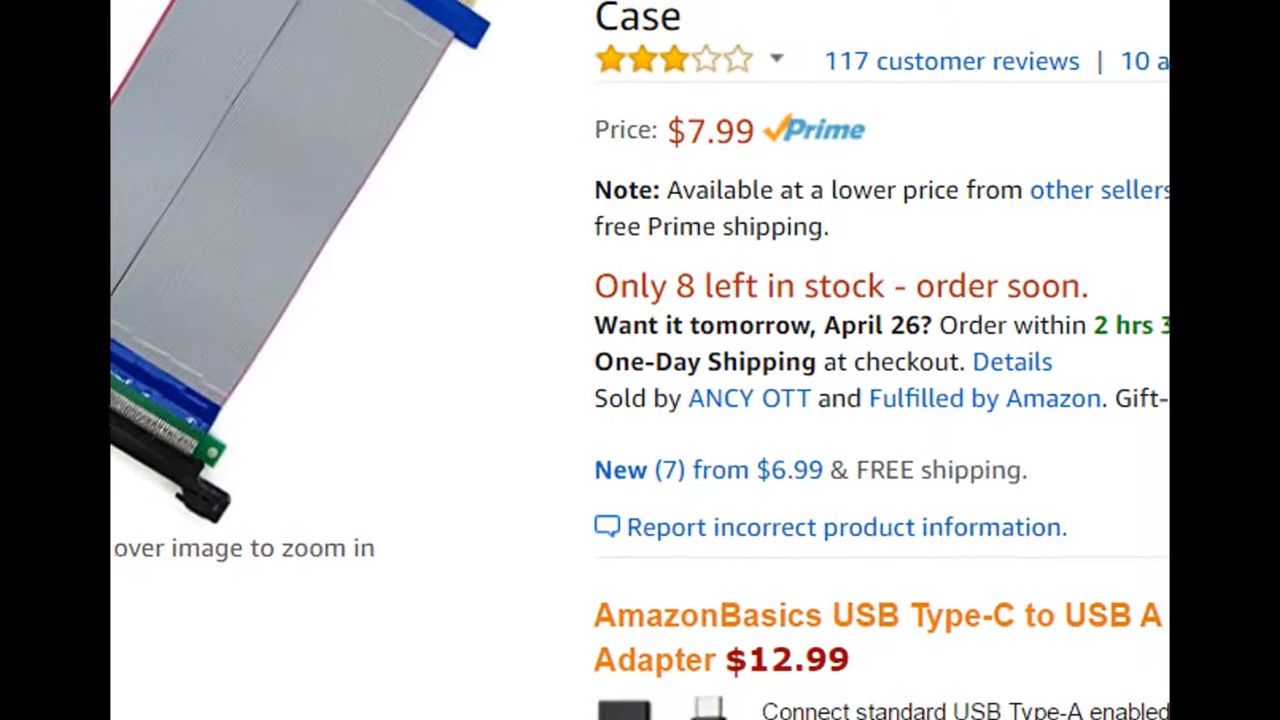 Case
117 customer reviews | 10 a
Price: $7.99 Prime
Note: Available at a lower price from other sellers
free Prime shipping.
Only 8 left in stock - order soon.
Want it tomorrow, April 26? Order within 2 hrs 3
One-Day Shipping at checkout. Details
Sold by ANCY OTT and Fulfilled by Amazon. Gift-
New (7) from $6.99 & FREE shipping.
Report incorrect product information.
over image to zoom in
AmazonBasics USB Type-C to USB A
Adapter $12.99
Connect standard USB Type-A enabled